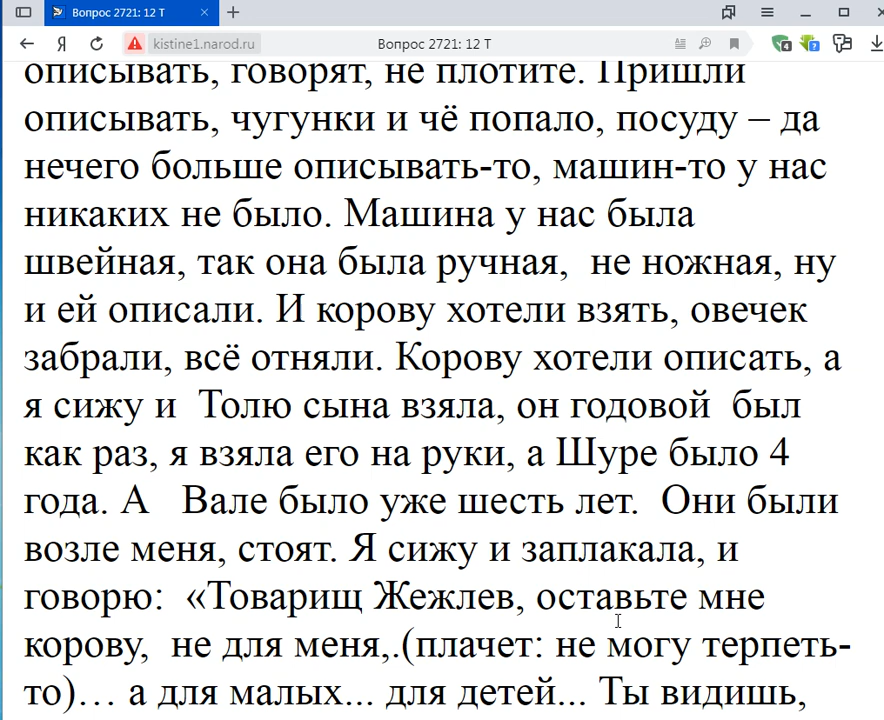 Вопрос 2721: 12 Т
kistine1.narod.ru
Вопрос 2721: 12 Т
описывать, говорят, не плотите. Пришли
описывать, чугунки и чё попало, посуду – да
нечего больше описывать-то, машин-то у нас
никаких не было. Машина у нас была
швейная, так она была ручная,  не ножная, ну
и ей описали. И корову хотели взять, овечек
забрали, всё отняли. Корову хотели описать, а
я сижу и  Толю сына взяла, он годовой  был
как раз, я взяла его на руки, а Шуре было 4
года. А   Вале было уже шесть лет.  Они были
возле меня, стоят. Я сижу и заплакала, и
говорю:  «Товарищ Жежлев, оставьте мне
корову,  не для меня,.(плачет: не могу терпеть-
то)… а для малых... для детей... Ты видишь,